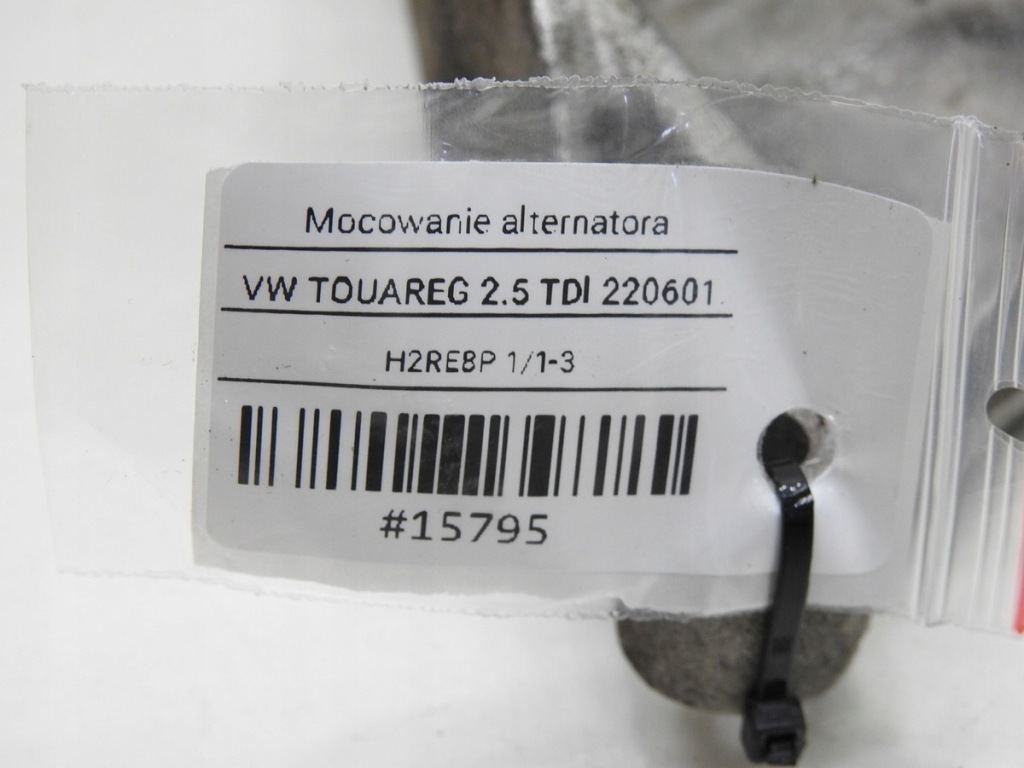 Mocowanie alternatora
VW TOUAREG 2.5 TDI 220601
H2RE8P 1/1-3
#15795